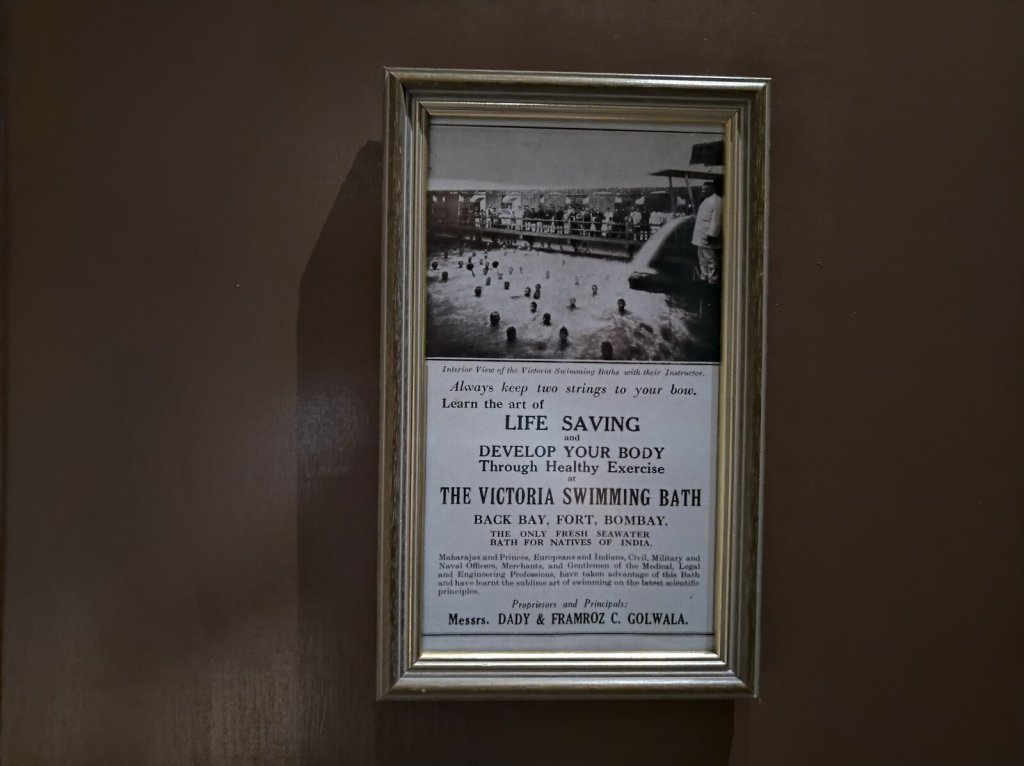 Interior View of the Victoria Swimming Baths with their Instructor.
Always keep two strings to your bow.
Learn the art of
LIFE SAVING
and
DEVELOP YOUR BODY
Through Healthy Exercise
at
THE VICTORIA SWIMMING BATH
BACK BAY, FORT, BOMBAY.
THE ONLY FRESH SEAWATER
BATH FOR NATIVES OF INDIA.
Maharajas and Princes, Europeans and Indians, Civil, Military and
Naval Officers, Merchants, and Gentlemen of the Medical, Legal
and Engineering Professions, have taken advantage of this Bath
and have learnt the sublime art of swimming on the latest scientific
principles.
Proprietors and Principals:
Messrs. DADY & FRAMROZ C. GOLWALA.